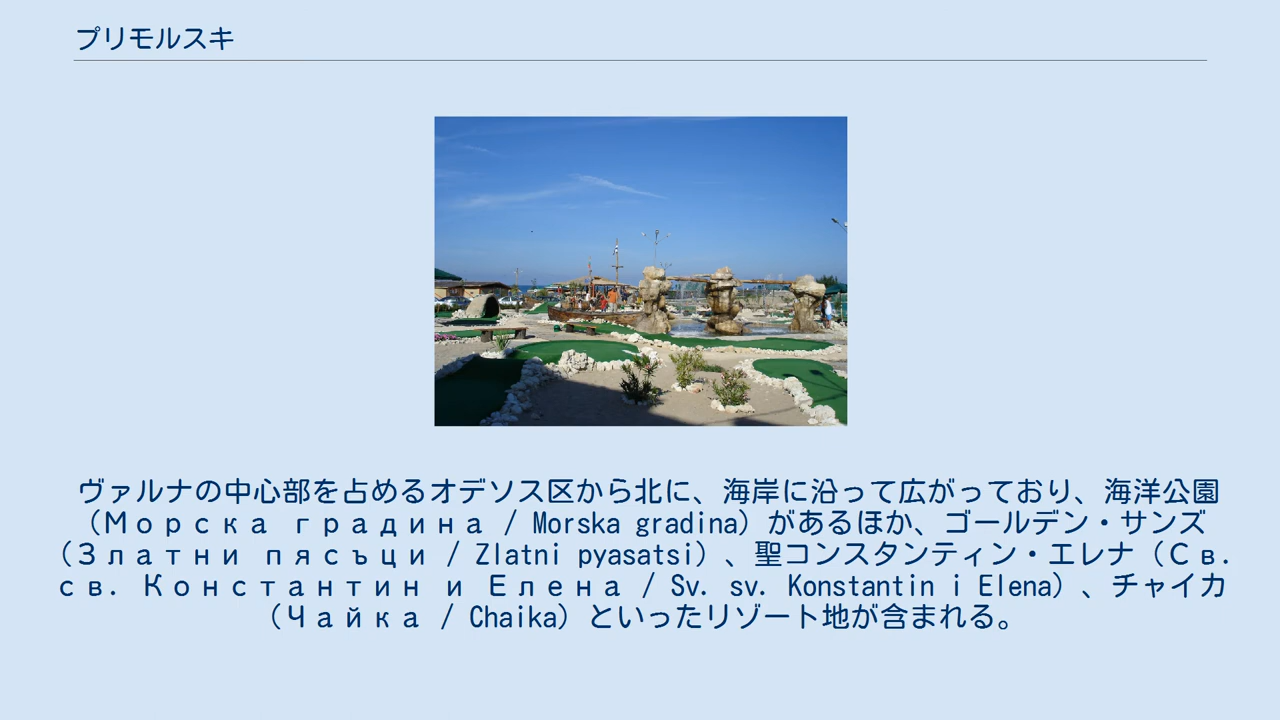 プリモルスキ
ヴァルナの中心部を占めるオデソス区から北に、海岸に沿って広がっており、海洋公園
（Морска градина / Morska gradina）があるほか、ゴールデン・サンズ
（Златни пясъци / Zlatni pyasatsi）、聖コンスタンティン・エレナ（Св.
св. Константин и Елена / Sv. sv. Konstantin i Elena）、チャイカ
（Чайка / Chaika）といったリゾート地が含まれる。